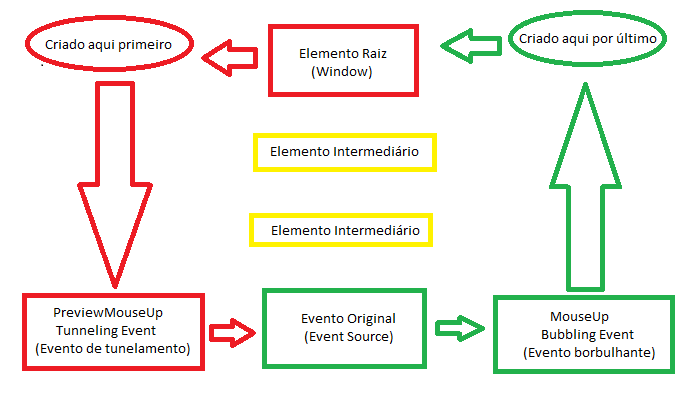 Criado aqui primeiro
Elemento Raiz
(Window)
Criado aqui por último
Elemento Intermediário
Elemento Intermediário
PreviewMouseUp
Tunneling Event
(Evento de tunelamento)
Evento Original
(Event Source)
MouseUp
Bubbling Event
(Evento borbulhante)